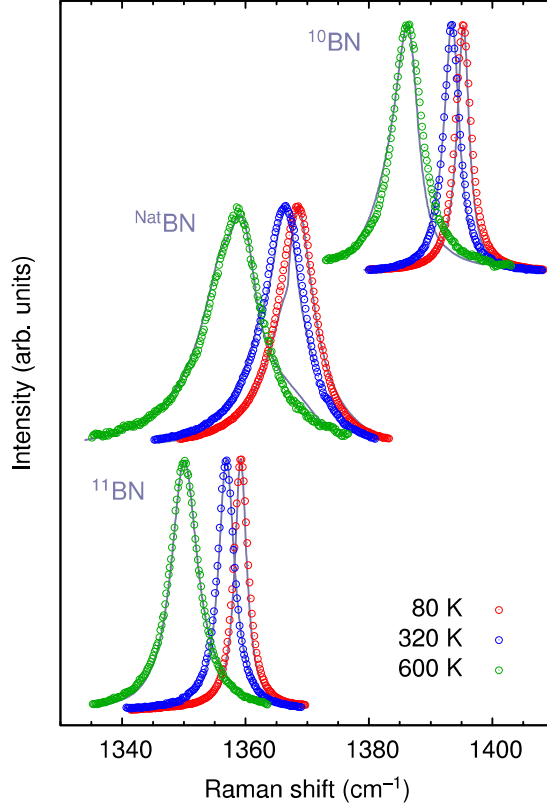 ¹⁰BN
ᴺᵃᵗBN
¹¹BN
Intensity (arb. units)
80 K
320 K
600 K
1340 1360 1380 1400
Raman shift (cm⁻¹)